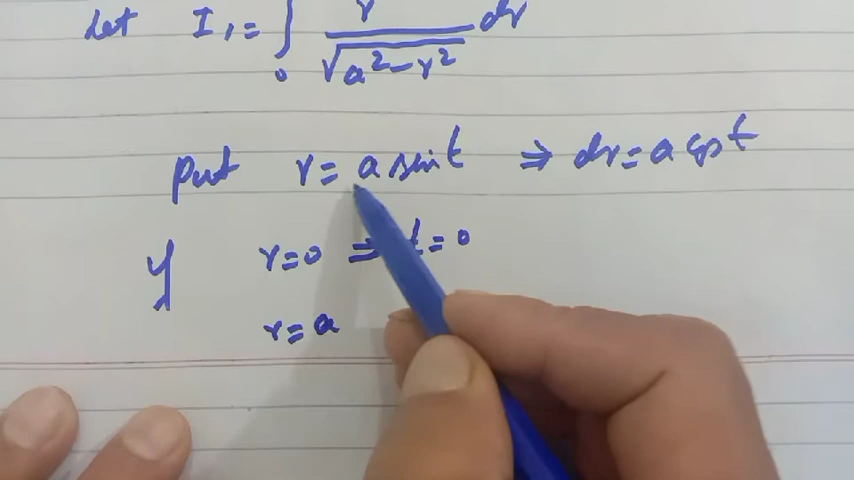 Let I₁ = ∫₀ r/√(a²-r²) dr
Put r = a sin t ⇒ dr = a cos t
If r = 0 ⇒ t = 0
r = a